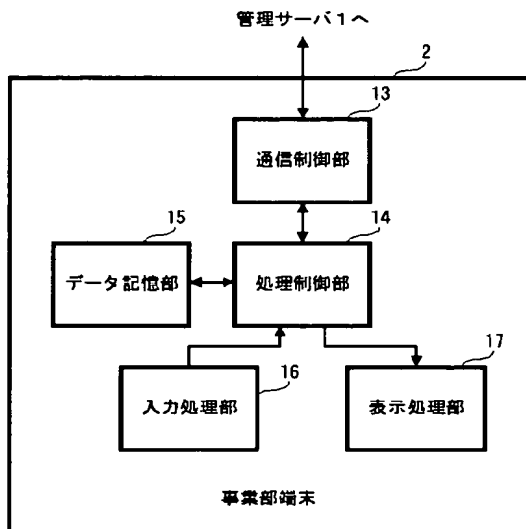 管理サーバ1へ
2
13
通信制御部
14
処理制御部
15
データ記憶部
16
入力処理部
17
表示処理部
事業部端末